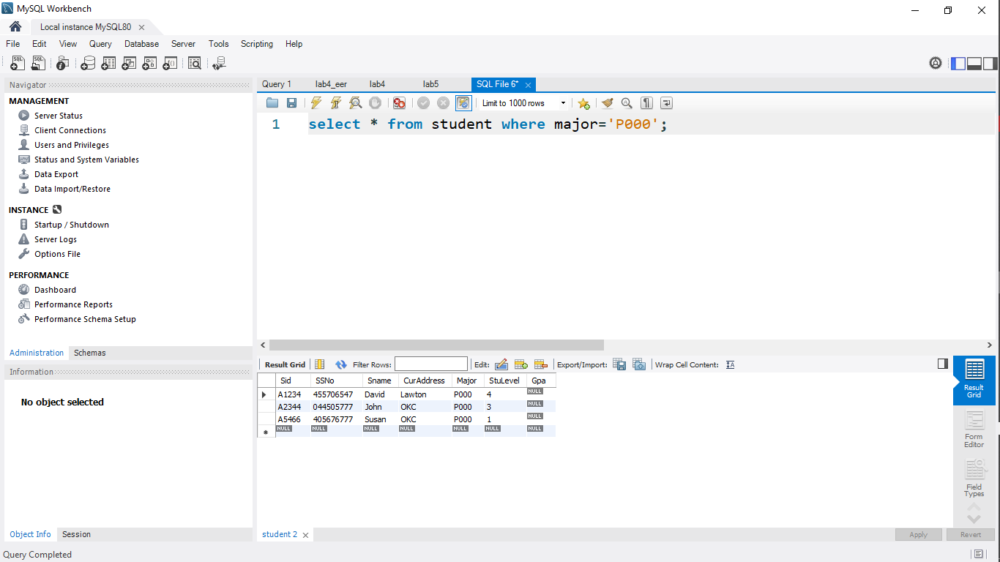 MySQL Workbench
Local instance MySQL80
File Edit View Query Database Server Tools Scripting Help
Navigator
MANAGEMENT
Server Status
Client Connections
Users and Privileges
Status and System Variables
Data Export
Data Import/Restore
INSTANCE
Startup / Shutdown
Server Logs
Options File
PERFORMANCE
Dashboard
Performance Reports
Performance Schema Setup
Administration Schemas
Information
No object selected
Object Info Session
Query Completed
Query 1 lab4_eer lab4 lab5 SQL File 6*
Limit to 1000 rows
1 select * from student where major='P000';
Result Grid Filter Rows: Edit: Export/Import: Wrap Cell Content:
Sid SSNo Sname CurAddress Major StuLevel Gpa
A1234 455706547 David Lawton P000 4 NULL
A2344 044505777 John OKC P000 3 NULL
A5466 405676777 Susan OKC P000 1 NULL
NULL NULL NULL NULL NULL NULL NULL
Result
Grid
Form
Editor
Field
Types
student 2
Apply Revert